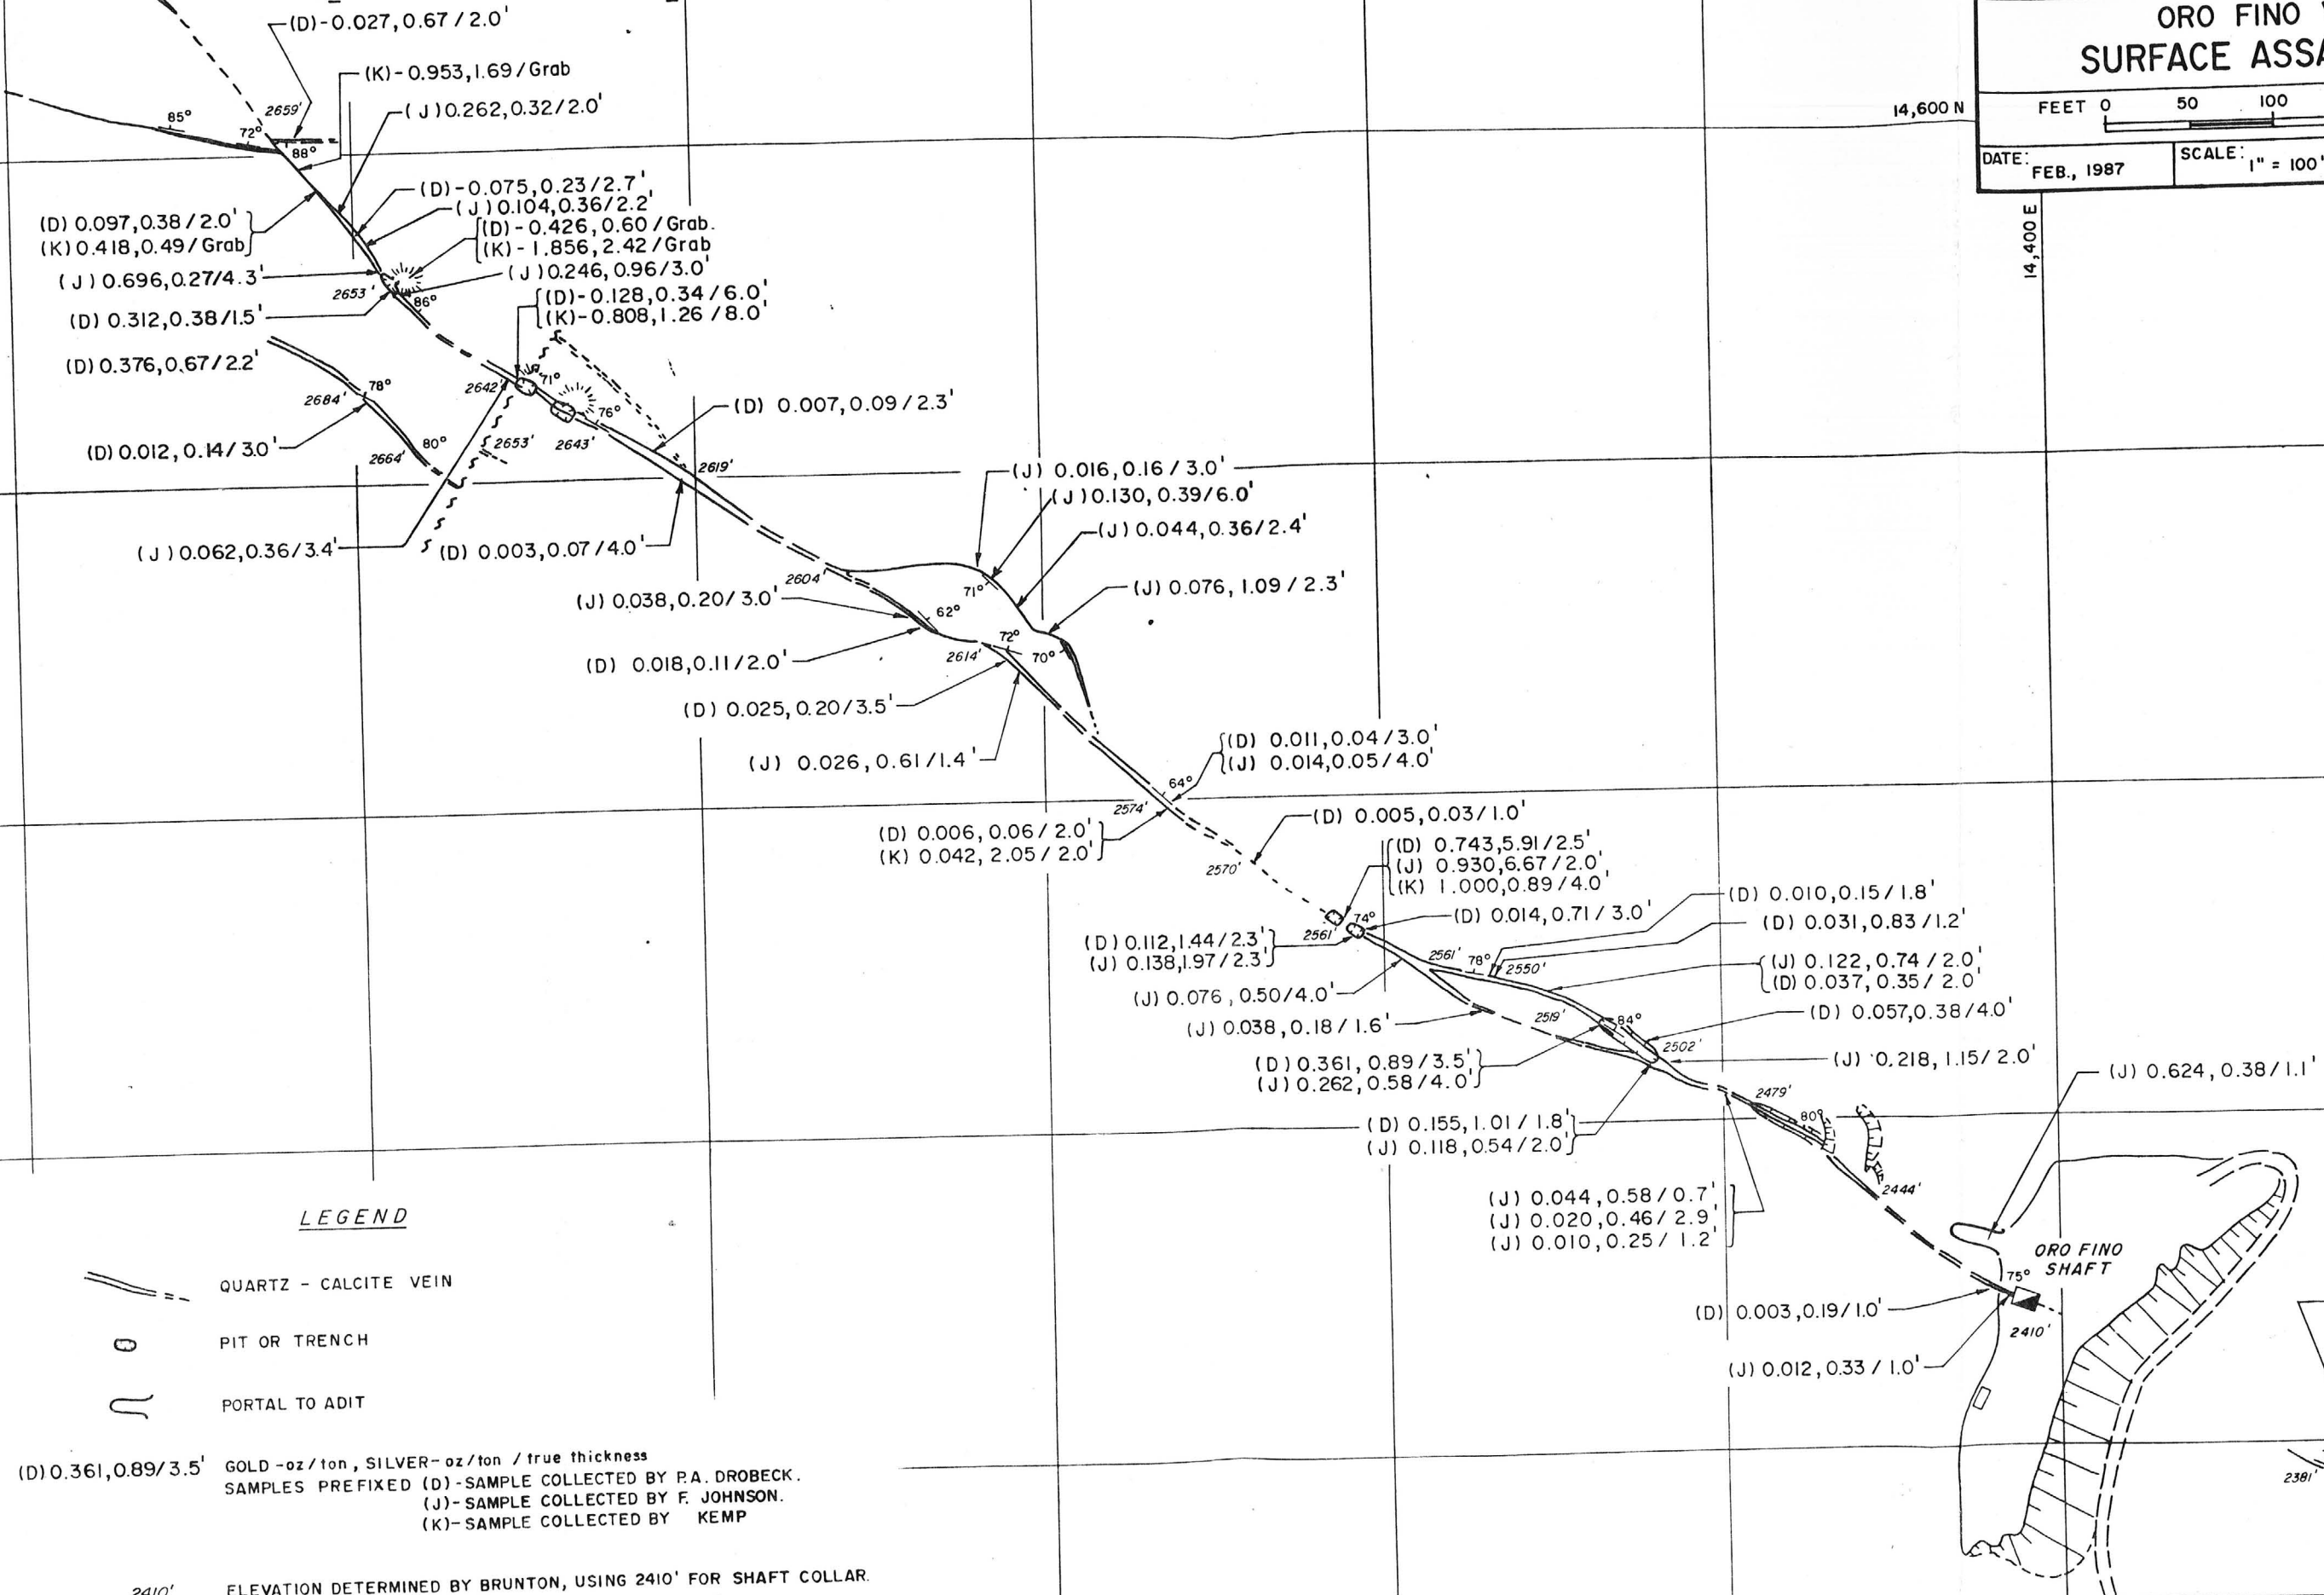 ORO FINO
SURFACE ASSA
FEET 0 50 100
DATE: FEB., 1987
SCALE: 1" = 100'
14,600 N
14,400 E
(D)-0.027, 0.67 / 2.0'
(K)-0.953, 1.69 / Grab
(J) 0.262, 0.32 / 2.0'
85°
72°
2659'
88°
(D)-0.075, 0.23 / 2.7'
(J) 0.104, 0.36 / 2.2'
(D)-0.426, 0.60 / Grab.
(K)-1.856, 2.42 / Grab
(J) 0.246, 0.96 / 3.0'
(D) 0.097, 0.38 / 2.0'
(K) 0.418, 0.49 / Grab
(J) 0.696, 0.27 / 4.3'
2653'
86°
(D) 0.312, 0.38 / 1.5'
(D)-0.128, 0.34 / 6.0'
(K)-0.808, 1.26 / 8.0'
(D) 0.376, 0.67 / 2.2'
78°
2684'
2642'
71°
76°
(D) 0.007, 0.09 / 2.3'
(D) 0.012, 0.14 / 3.0'
80°
2664'
2653'
2643'
2619'
(J) 0.062, 0.36 / 3.4'
(D) 0.003, 0.07 / 4.0'
(J) 0.016, 0.16 / 3.0'
(J) 0.130, 0.39 / 6.0'
(J) 0.044, 0.36 / 2.4'
(J) 0.076, 1.09 / 2.3'
2604'
71°
(J) 0.038, 0.20 / 3.0'
62°
72°
70°
2614'
(D) 0.018, 0.11 / 2.0'
(D) 0.025, 0.20 / 3.5'
(J) 0.026, 0.61 / 1.4'
(D) 0.011, 0.04 / 3.0'
(J) 0.014, 0.05 / 4.0'
64°
2574'
(D) 0.006, 0.06 / 2.0'
(K) 0.042, 2.05 / 2.0'
(D) 0.005, 0.03 / 1.0'
2570'
(D) 0.743, 5.91 / 2.5'
(J) 0.930, 6.67 / 2.0'
(K) 1.000, 0.89 / 4.0'
(D) 0.014, 0.71 / 3.0'
74°
2561'
(D) 0.112, 1.44 / 2.3'
(J) 0.138, 1.97 / 2.3'
(D) 0.010, 0.15 / 1.8'
(D) 0.031, 0.83 / 1.2'
2561'
78°
2550'
(J) 0.122, 0.74 / 2.0'
(D) 0.037, 0.35 / 2.0'
(J) 0.076, 0.50 / 4.0'
(J) 0.038, 0.18 / 1.6'
2519'
84°
(D) 0.057, 0.38 / 4.0'
2502'
(D) 0.361, 0.89 / 3.5'
(J) 0.262, 0.58 / 4.0'
(J) 0.218, 1.15 / 2.0'
(J) 0.624, 0.38 / 1.1'
(D) 0.155, 1.01 / 1.8'
(J) 0.118, 0.54 / 2.0'
2479'
80°
(J) 0.044, 0.58 / 0.7'
(J) 0.020, 0.46 / 2.9'
(J) 0.010, 0.25 / 1.2'
2444'
ORO FINO
SHAFT
75°
(D) 0.003, 0.19 / 1.0'
2410'
(J) 0.012, 0.33 / 1.0'
2381'
LEGEND
QUARTZ - CALCITE VEIN
PIT OR TRENCH
PORTAL TO ADIT
(D) 0.361, 0.89 / 3.5' GOLD -oz/ton, SILVER-oz/ton / true thickness
SAMPLES PREFIXED (D)-SAMPLE COLLECTED BY P.A. DROBECK.
(J)-SAMPLE COLLECTED BY F. JOHNSON.
(K)-SAMPLE COLLECTED BY KEMP
2410' ELEVATION DETERMINED BY BRUNTON, USING 2410' FOR SHAFT COLLAR.